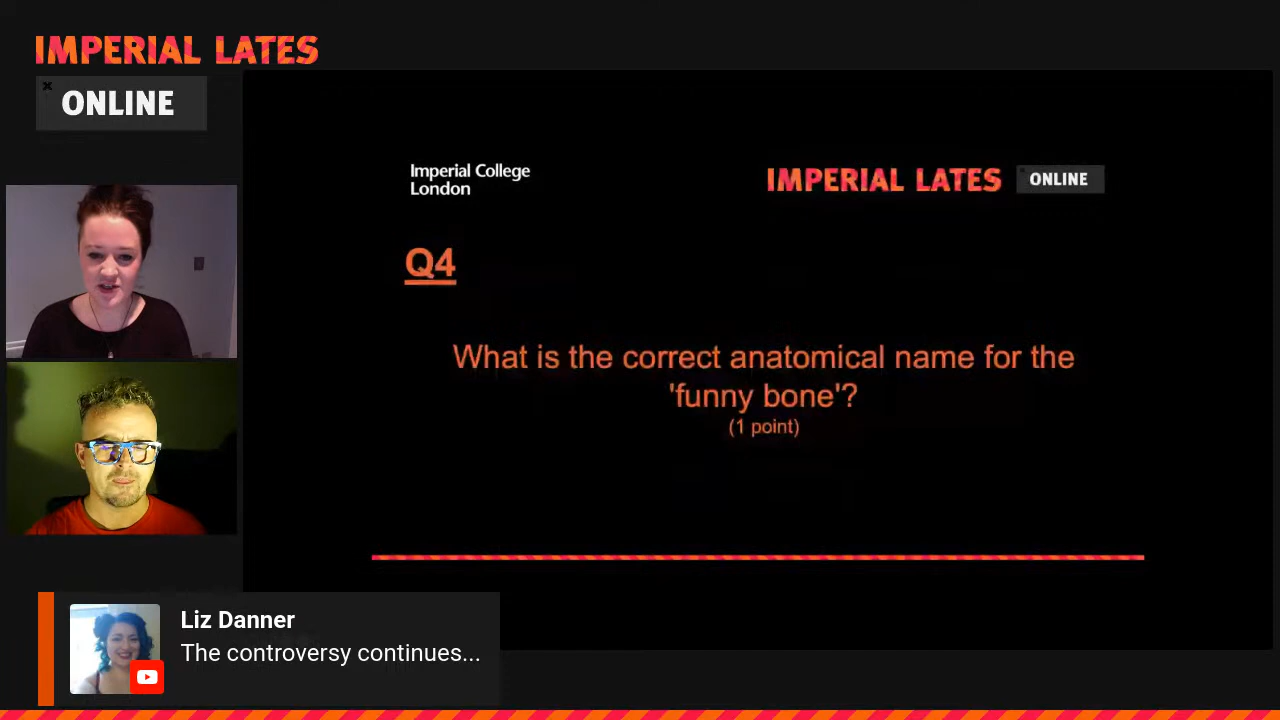 IMPERIAL LATES
ONLINE
Imperial College
London
IMPERIAL LATES ONLINE
Q4
What is the correct anatomical name for the
'funny bone'?
(1 point)
Liz Danner
The controversy continues...